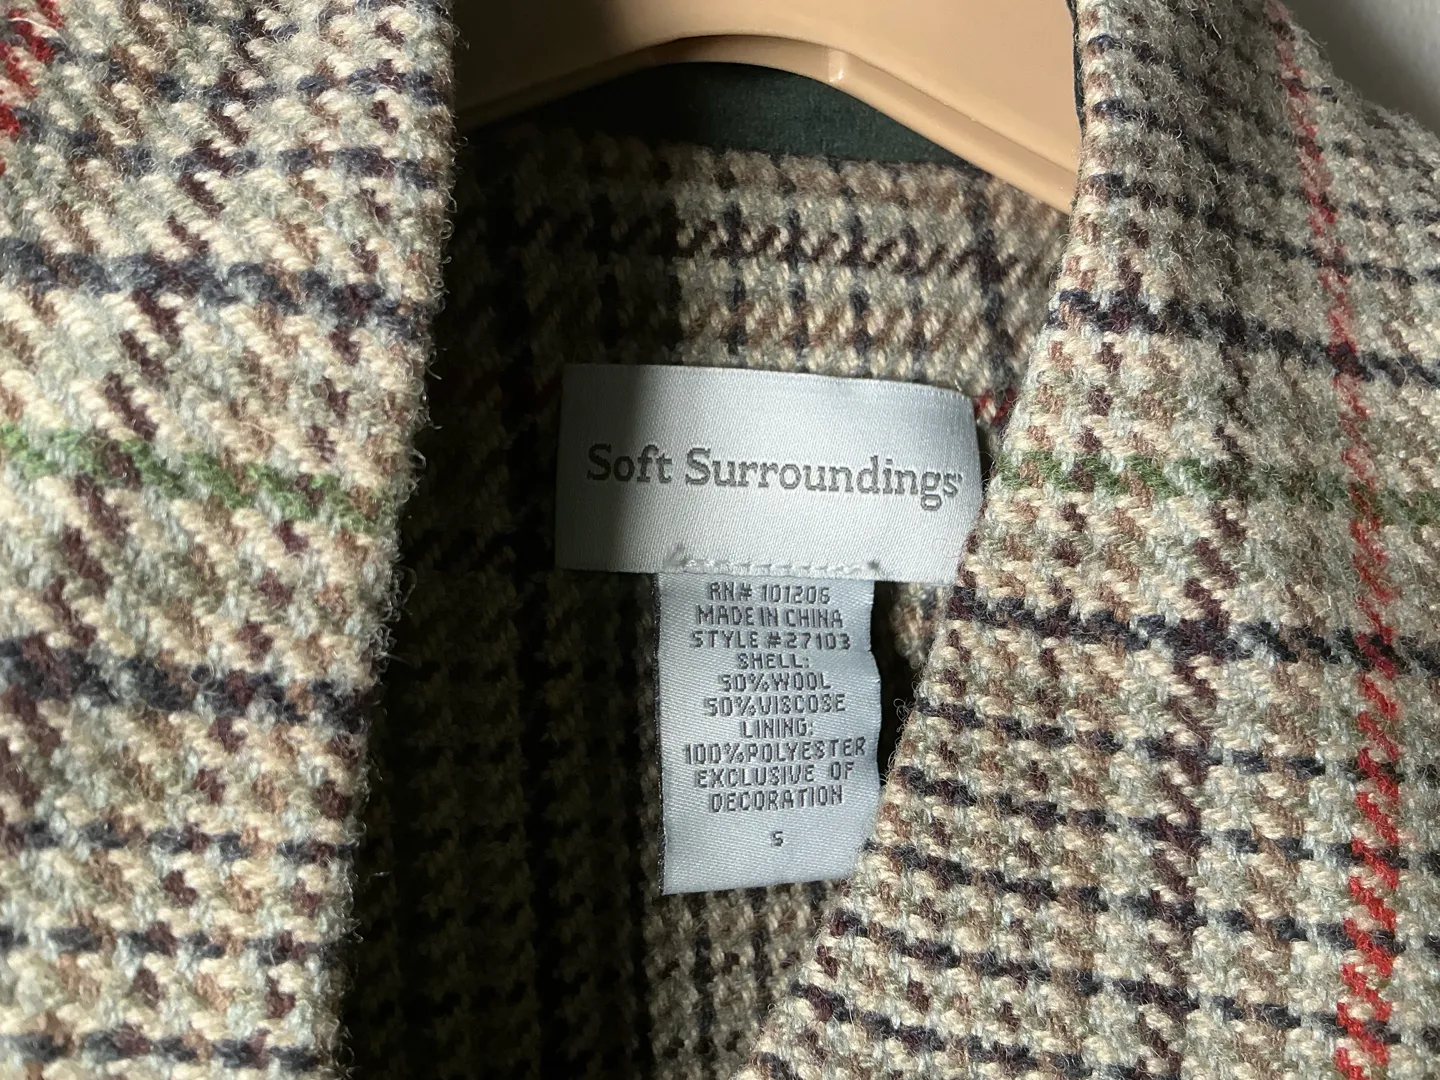 Soft Surroundings
RN# 101206
MADE IN CHINA
STYLE #27103
SHELL:
50%WOOL
50%VISCOSE
LINING:
100%POLYESTER
EXCLUSIVE OF
DECORATION
S